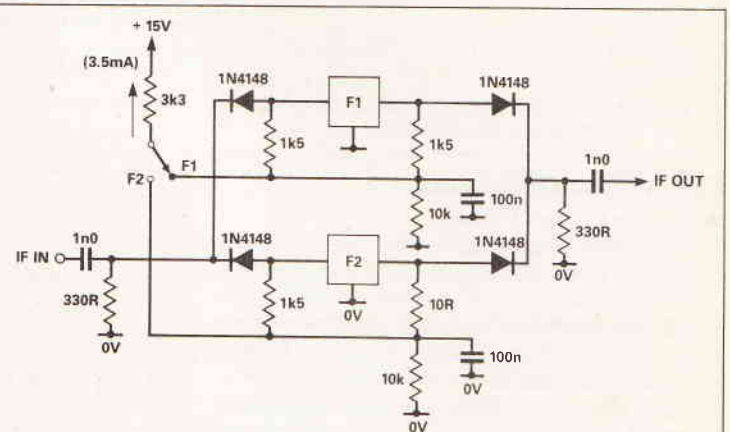 + 15V
(3.5mA)
3k3
1N4148
F1
1N4148
1k5
1k5
F1
F2
1n0
IF OUT
100n
10k
330R
0V
1N4148
1N4148
1n0
IF IN
F2
0V
330R
0V
1k5
10R
100n
0V
10k
0V